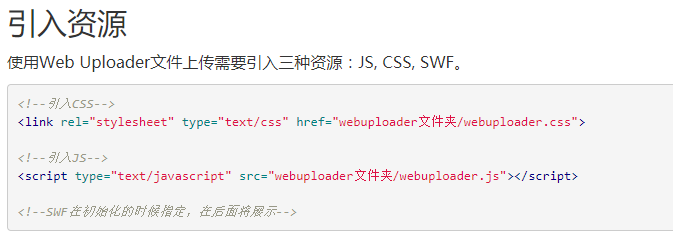 引入资源
使用Web Uploader文件上传需要引入三种资源：JS, CSS, SWF。
<!--引入CSS-->
<link rel="stylesheet" type="text/css" href="webuploader文件夹/webuploader.css">
<!--引入JS-->
<script type="text/javascript" src="webuploader文件夹/webuploader.js"></script>
<!--SWF在初始化的时候指定，在后面将展示-->